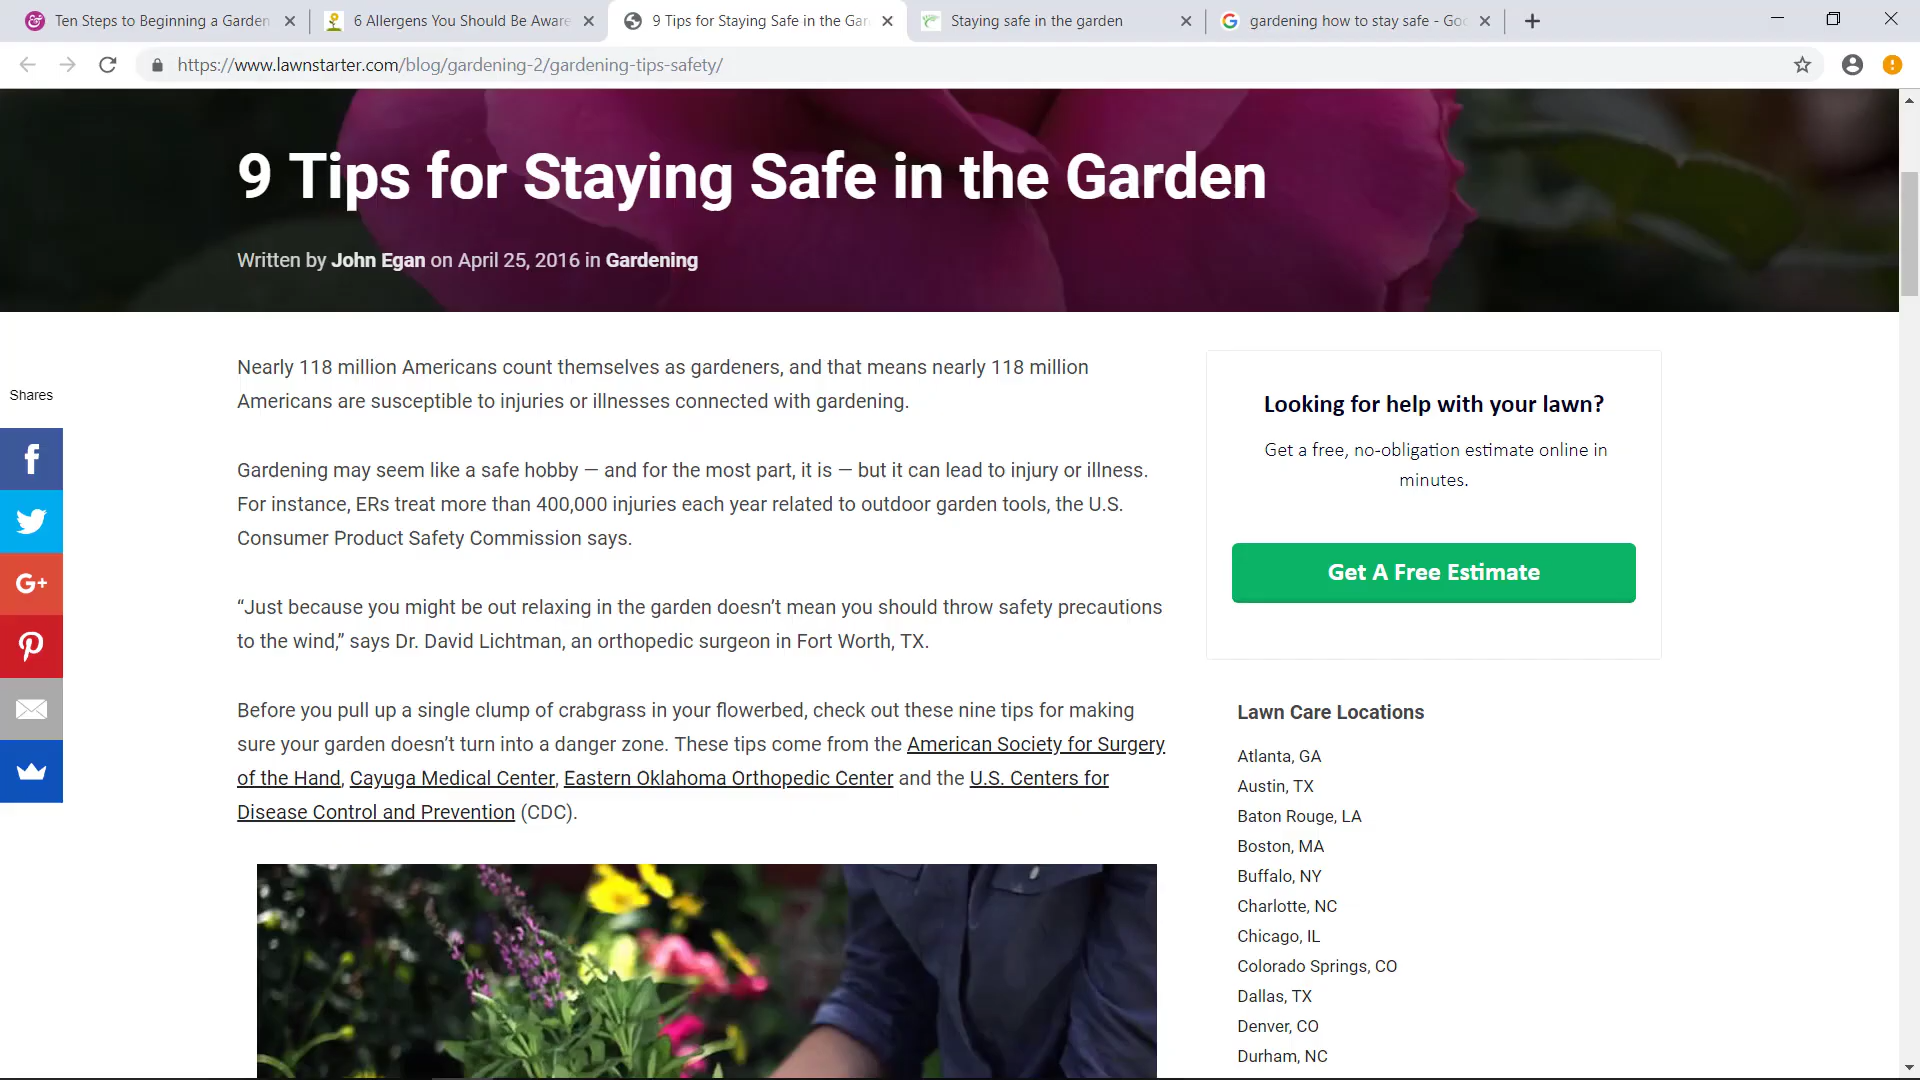 Ten Steps to Beginning a Garden
6 Allergens You Should Be Aware
9 Tips for Staying Safe in the Gar
Staying safe in the garden
gardening how to stay safe - Goo
https://www.lawnstarter.com/blog/gardening-2/gardening-tips-safety/
9 Tips for Staying Safe in the Garden
Written by John Egan on April 25, 2016 in Gardening
Shares
Nearly 118 million Americans count themselves as gardeners, and that means nearly 118 million
Americans are susceptible to injuries or illnesses connected with gardening.
Gardening may seem like a safe hobby — and for the most part, it is — but it can lead to injury or illness.
For instance, ERs treat more than 400,000 injuries each year related to outdoor garden tools, the U.S.
Consumer Product Safety Commission says.
“Just because you might be out relaxing in the garden doesn’t mean you should throw safety precautions
to the wind,” says Dr. David Lichtman, an orthopedic surgeon in Fort Worth, TX.
Before you pull up a single clump of crabgrass in your flowerbed, check out these nine tips for making
sure your garden doesn’t turn into a danger zone. These tips come from the American Society for Surgery
of the Hand, Cayuga Medical Center, Eastern Oklahoma Orthopedic Center and the U.S. Centers for
Disease Control and Prevention (CDC).
Looking for help with your lawn?
Get a free, no-obligation estimate online in
minutes.
Get A Free Estimate
Lawn Care Locations
Atlanta, GA
Austin, TX
Baton Rouge, LA
Boston, MA
Buffalo, NY
Charlotte, NC
Chicago, IL
Colorado Springs, CO
Dallas, TX
Denver, CO
Durham, NC